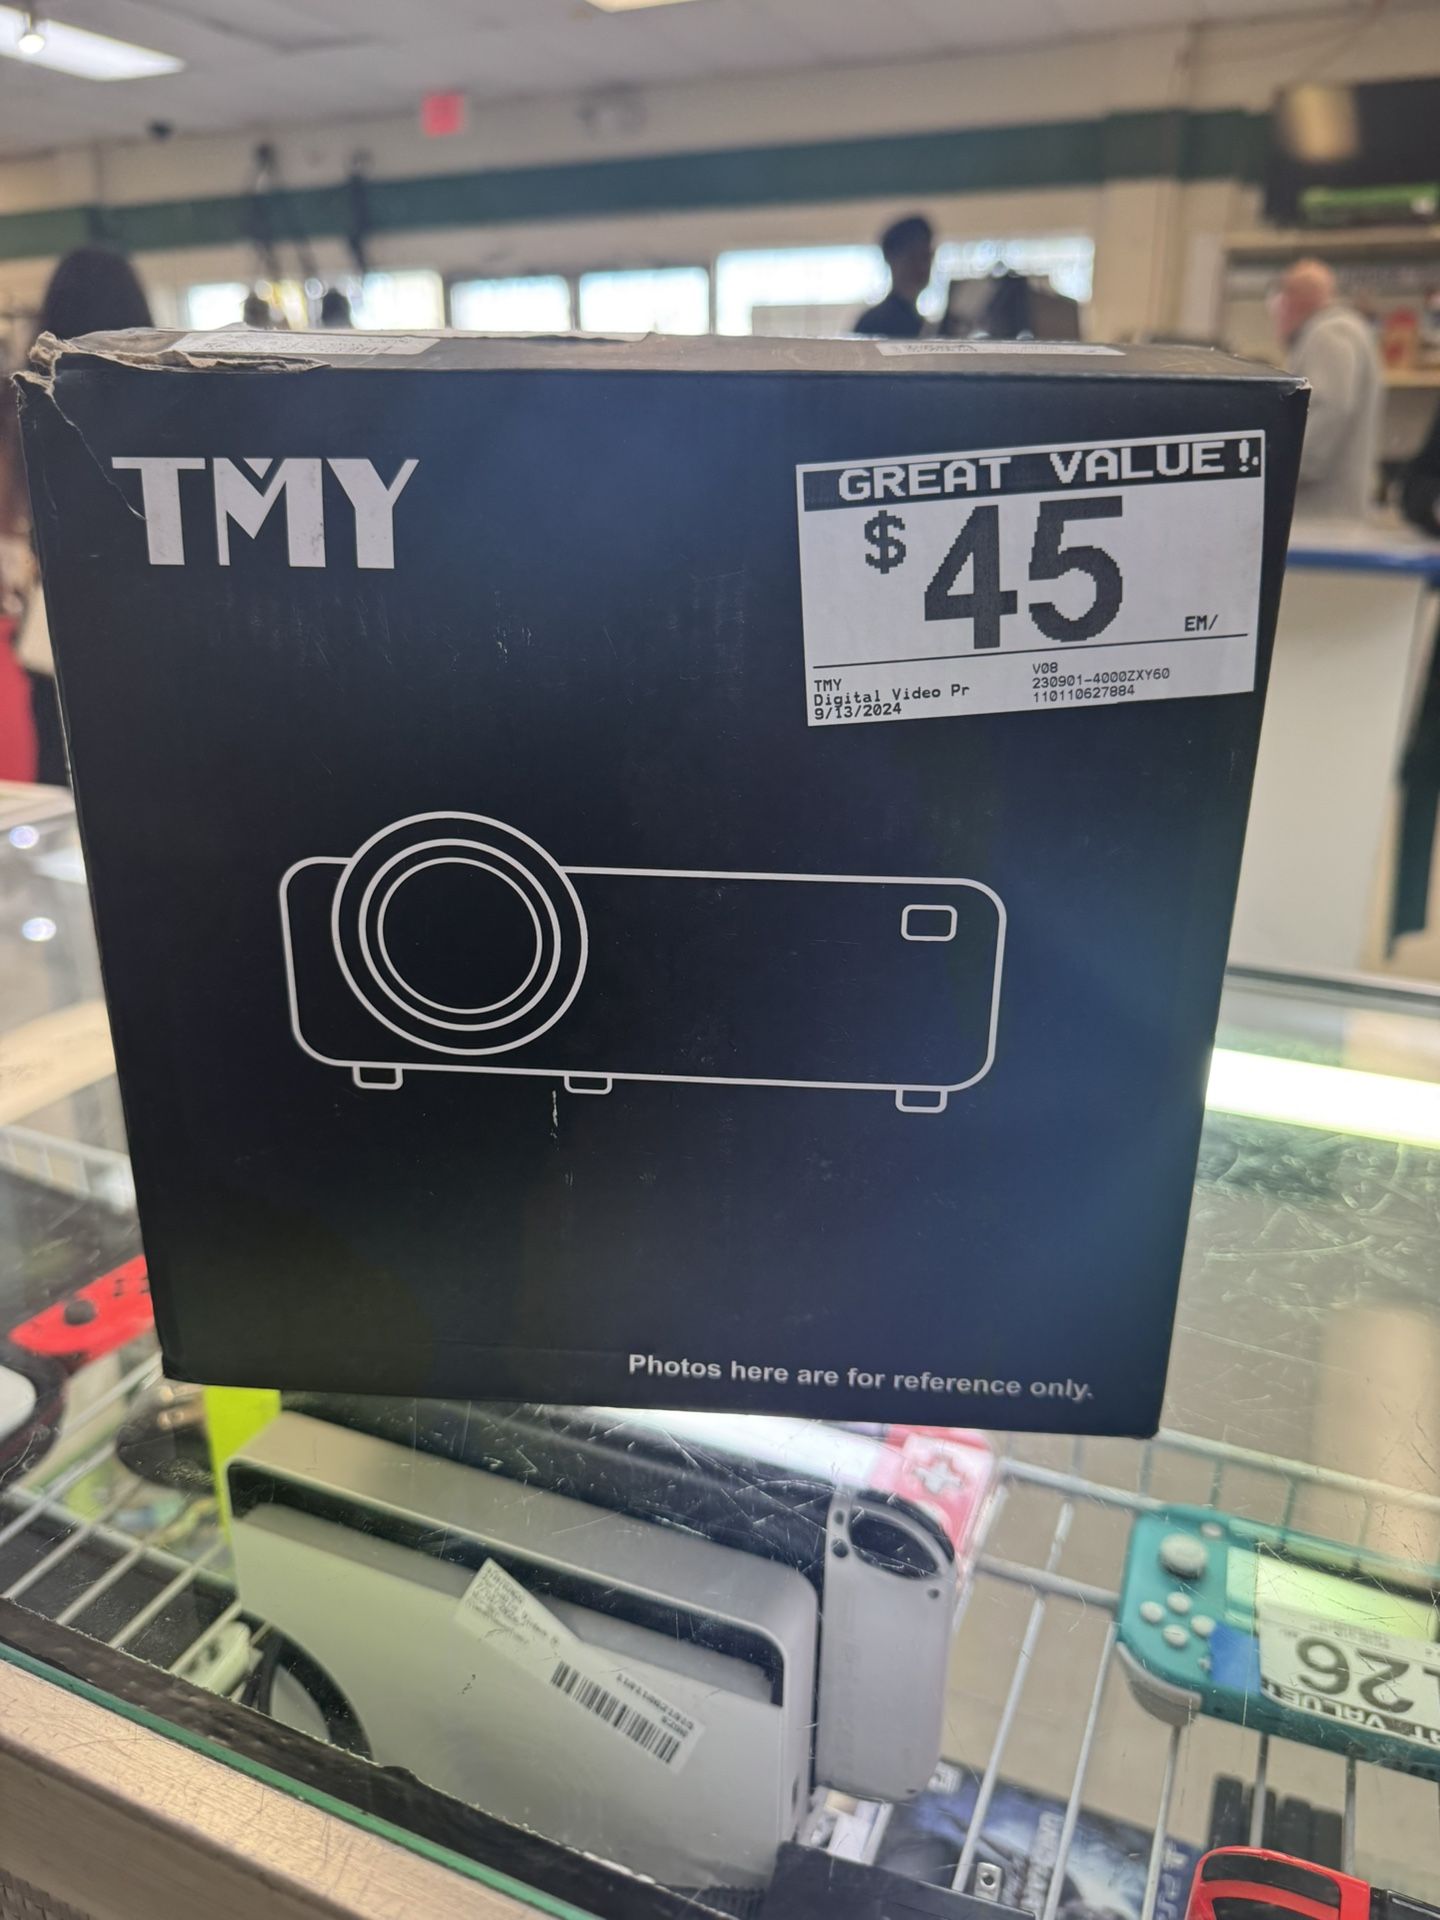 TMY
GREAT VALUE!
$45
EM/
TMY
Digital Video Pr
9/13/2024
V08
230901-4000ZXY60
110110627884
Photos here are for reference only.
126